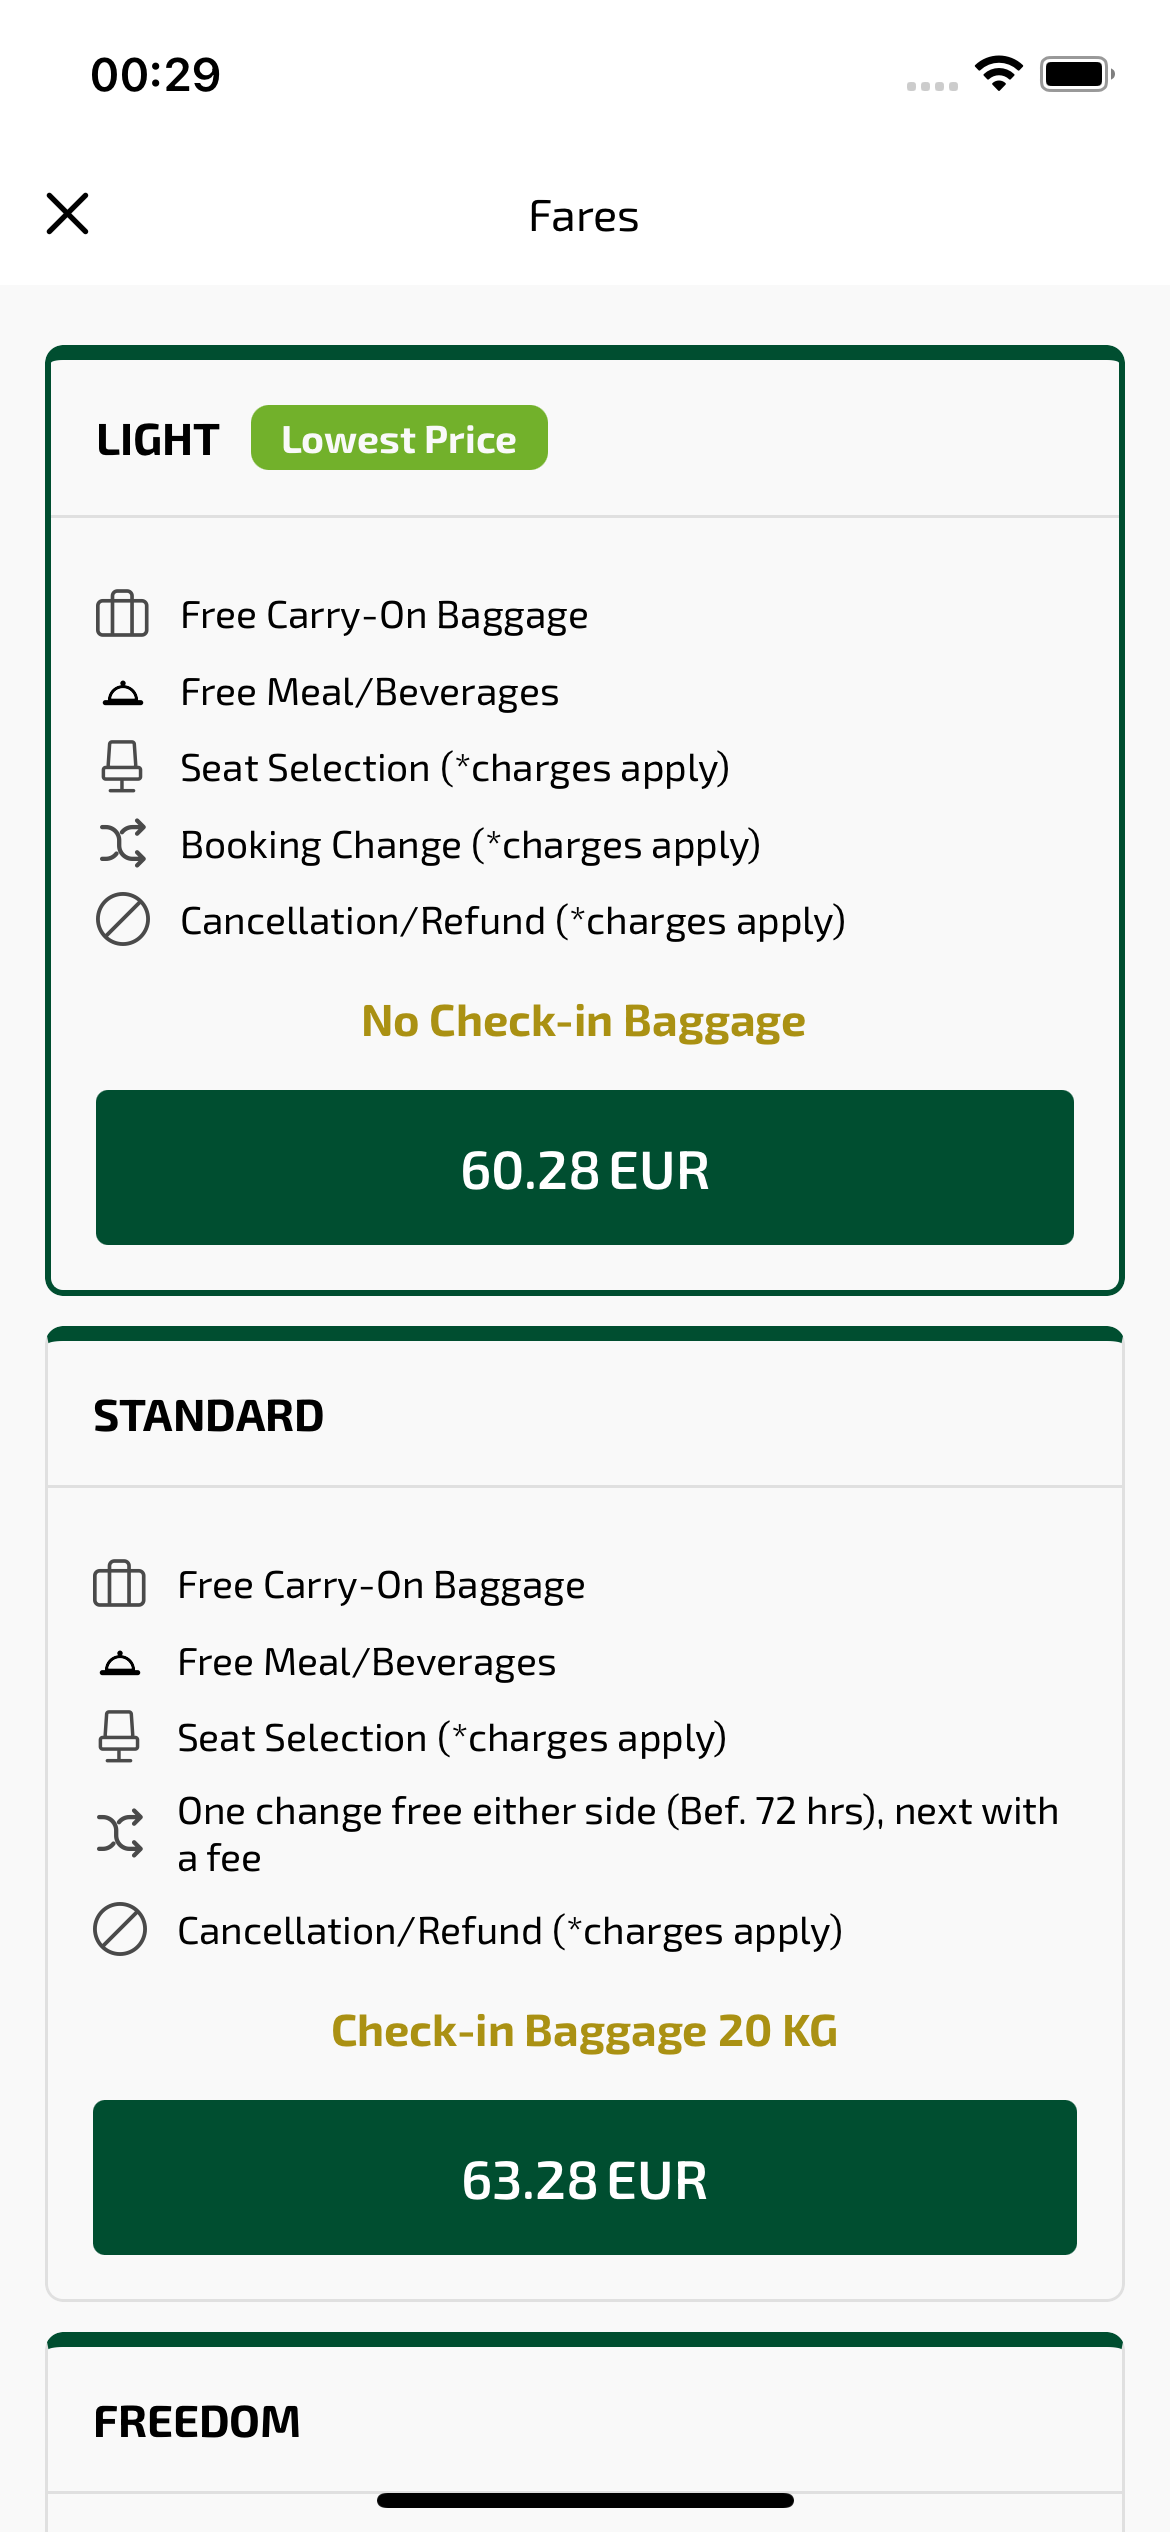 00:29
Fares
LIGHT
Lowest Price
Free Carry-On Baggage
Free Meal/Beverages
Seat Selection (*charges apply)
Booking Change (*charges apply)
Cancellation/Refund (*charges apply)
No Check-in Baggage
60.28 EUR
STANDARD
Free Carry-On Baggage
Free Meal/Beverages
Seat Selection (*charges apply)
One change free either side (Bef. 72 hrs), next with
a fee
Cancellation/Refund (*charges apply)
Check-in Baggage 20 KG
63.28 EUR
FREEDOM